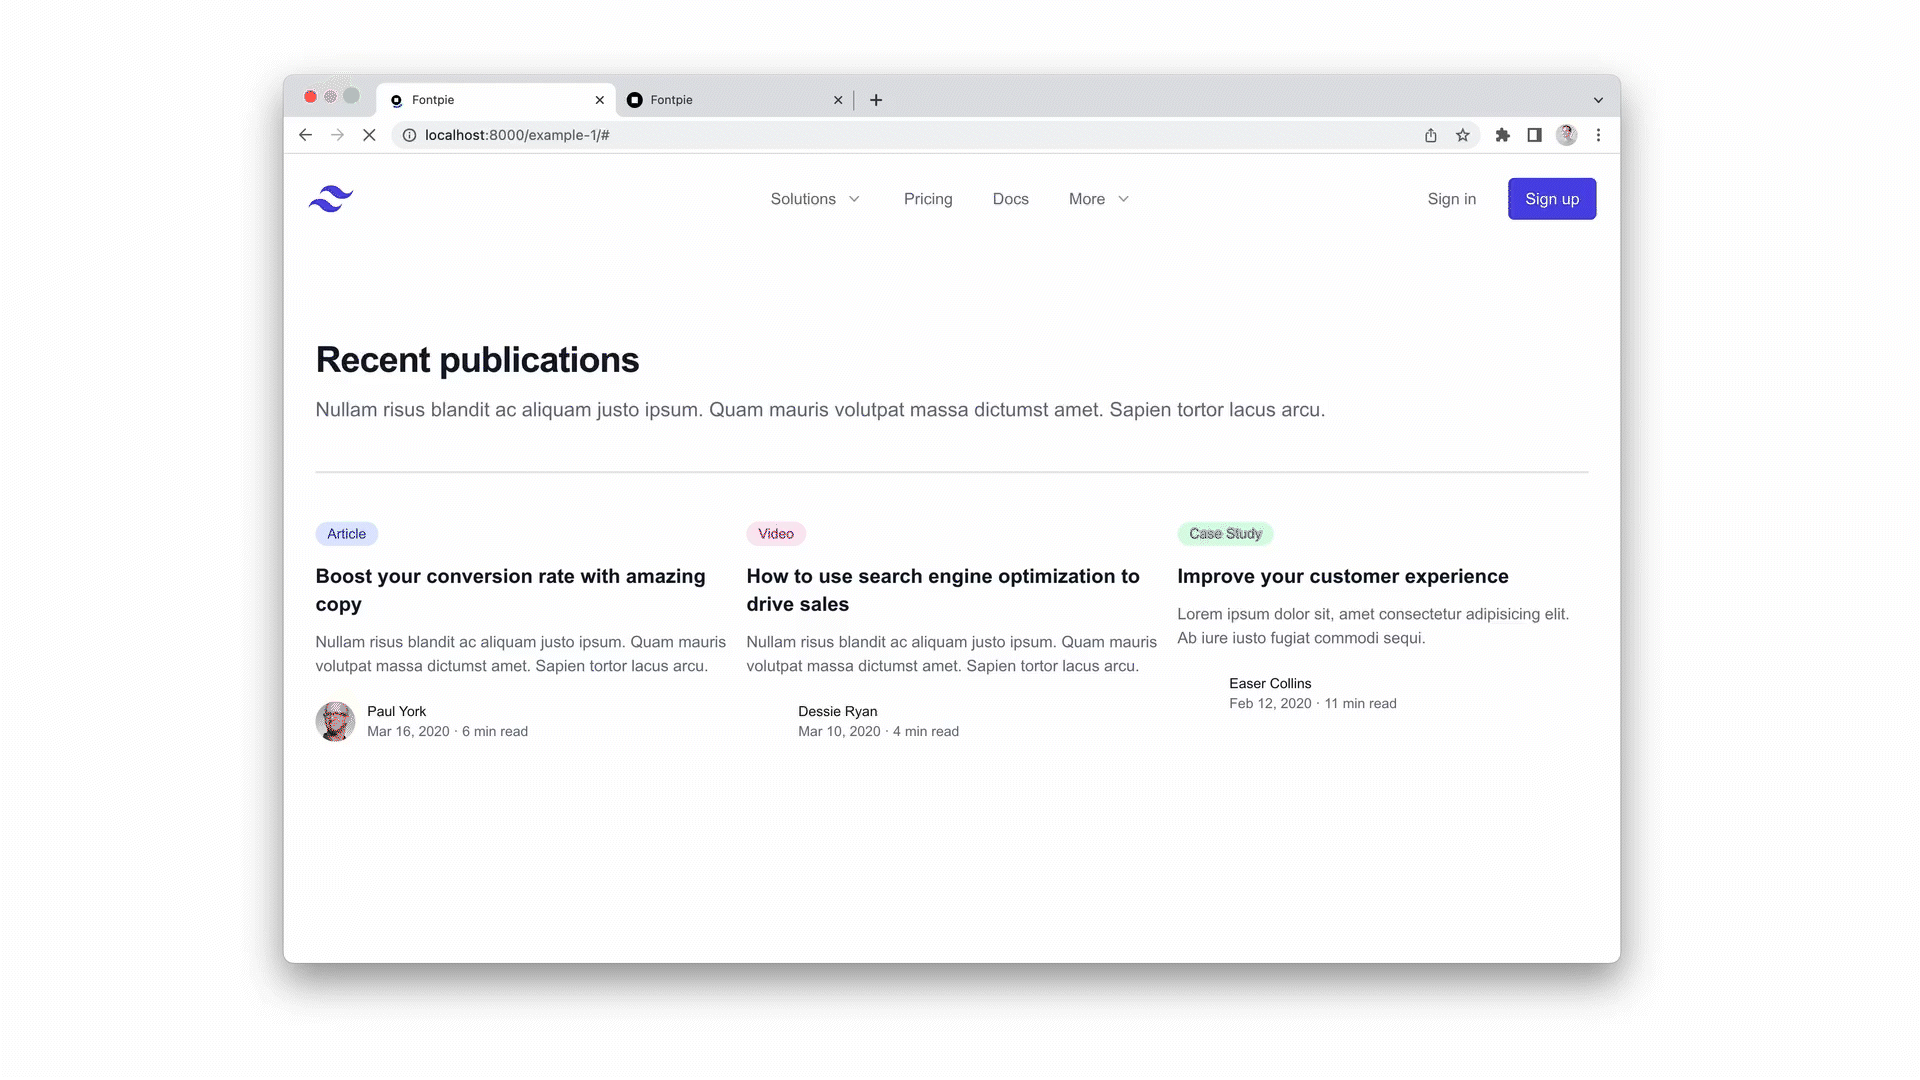 Fontpie
Fontpie
localhost:8000/example-1/#
Solutions
Pricing
Docs
More
Sign in
Sign up
Recent publications
Nullam risus blandit ac aliquam justo ipsum. Quam mauris volutpat massa dictumst amet. Sapien tortor lacus arcu.
Article
Boost your conversion rate with amazing
copy
Nullam risus blandit ac aliquam justo ipsum. Quam mauris
volutpat massa dictumst amet. Sapien tortor lacus arcu.
Paul York
Mar 16, 2020 · 6 min read
Video
How to use search engine optimization to
drive sales
Nullam risus blandit ac aliquam justo ipsum. Quam mauris
volutpat massa dictumst amet. Sapien tortor lacus arcu.
Dessie Ryan
Mar 10, 2020 · 4 min read
Case Study
Improve your customer experience
Lorem ipsum dolor sit, amet consectetur adipisicing elit.
Ab iure iusto fugiat commodi sequi.
Easer Collins
Feb 12, 2020 · 11 min read